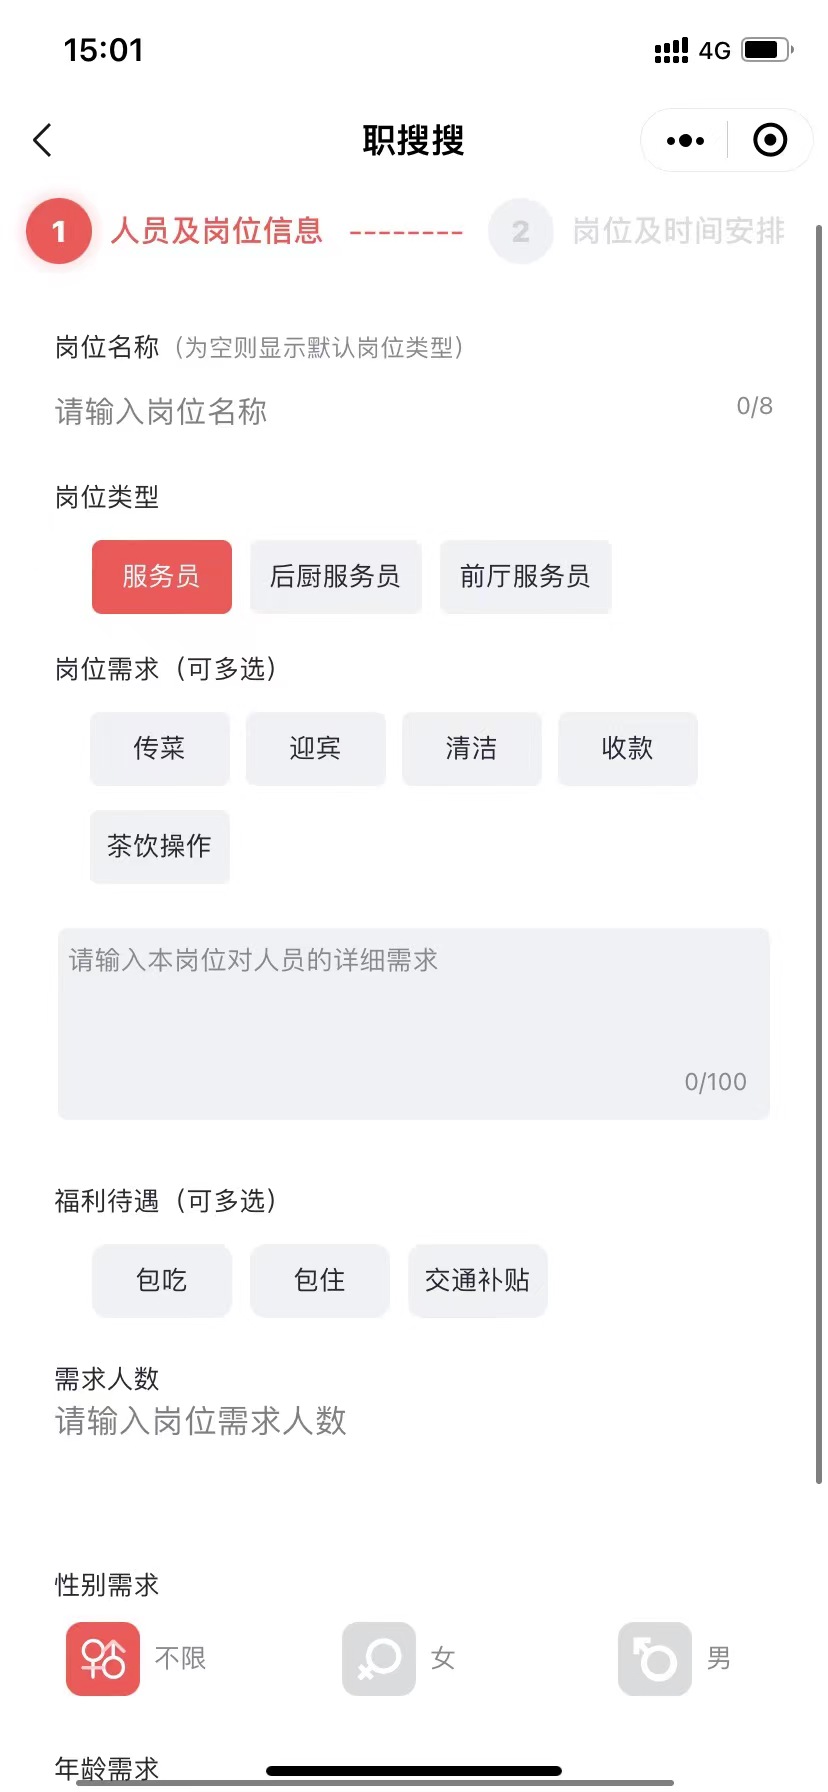 15:01 4G
职搜搜
1 人员及岗位信息 -------- 2 岗位及时间安排
岗位名称（为空则显示默认岗位类型）
请输入岗位名称 0/8
岗位类型
服务员 后厨服务员 前厅服务员
岗位需求（可多选）
传菜 迎宾 清洁 收款
茶饮操作
请输入本岗位对人员的详细需求
0/100
福利待遇（可多选）
包吃 包住 交通补贴
需求人数
请输入岗位需求人数
性别需求
不限 女 男
年龄需求